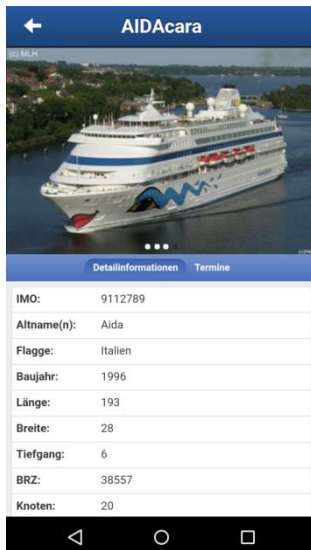 AIDAcara
(c) MLH
Detailinformationen Termine
IMO: 9112789
Altname(n): Aida
Flagge: Italien
Baujahr: 1996
Länge: 193
Breite: 28
Tiefgang: 6
BRZ: 38557
Knoten: 20